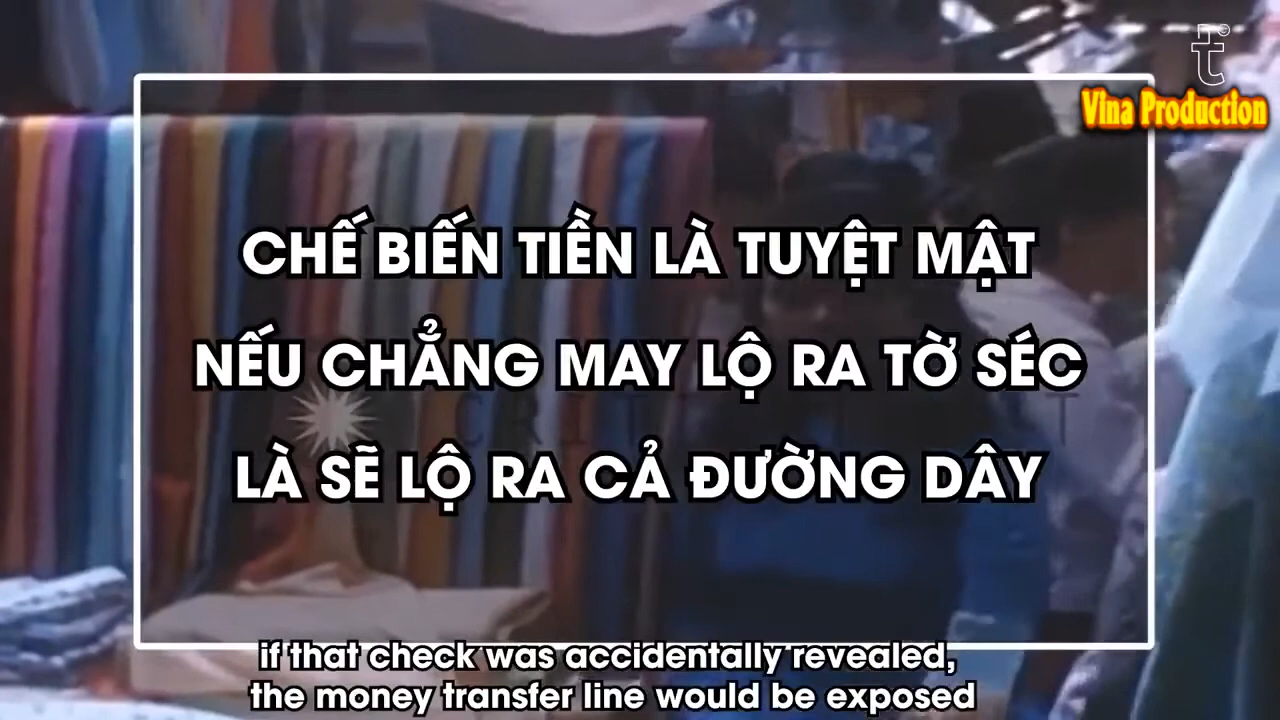 Vina Production
CHẾ BIẾN TIỀN LÀ TUYỆT MẬT
NẾU CHẲNG MAY LỘ RA TỜ SÉC
LÀ SẼ LỘ RA CẢ ĐƯỜNG DÂY
if that check was accidentally revealed,
the money transfer line would be exposed